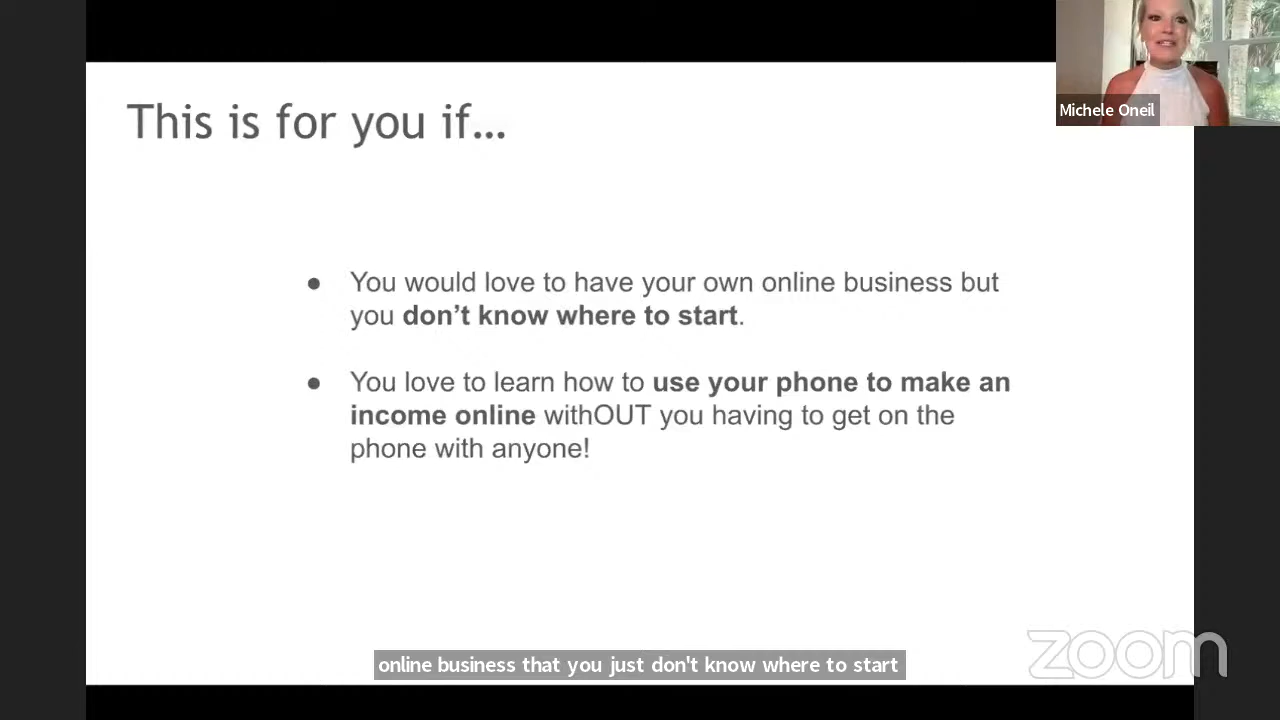 Michele Oneil
This is for you if...
● You would love to have your own online business but
you don’t know where to start.
● You love to learn how to use your phone to make an
income online withOUT you having to get on the
phone with anyone!
online business that you just don't know where to start
zoom